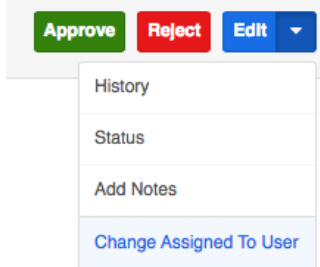 Approve Reject Edit
History
Status
Add Notes
Change Assigned To User